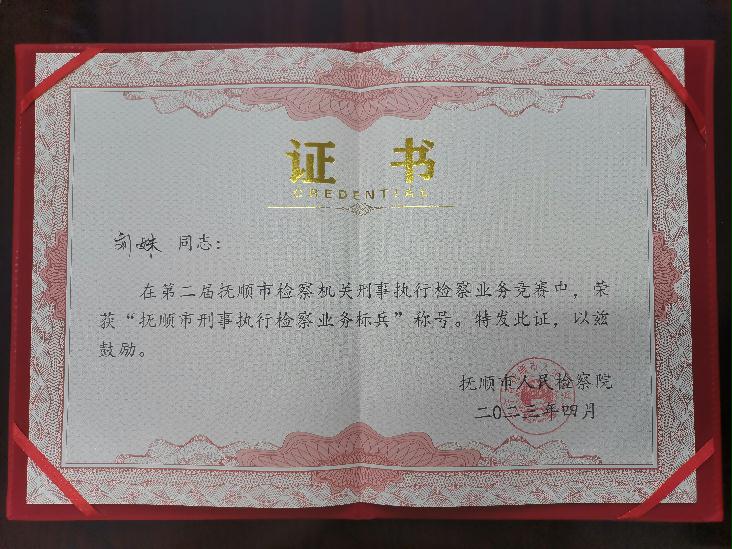 证 书
CREDENTIAL
刘姝 同志：
在第二届抚顺市检察机关刑事执行检察业务竞赛中，荣
获“抚顺市刑事执行检察业务标兵”称号。特发此证，以兹
鼓励。
抚顺市人民检察院
二〇二三年四月